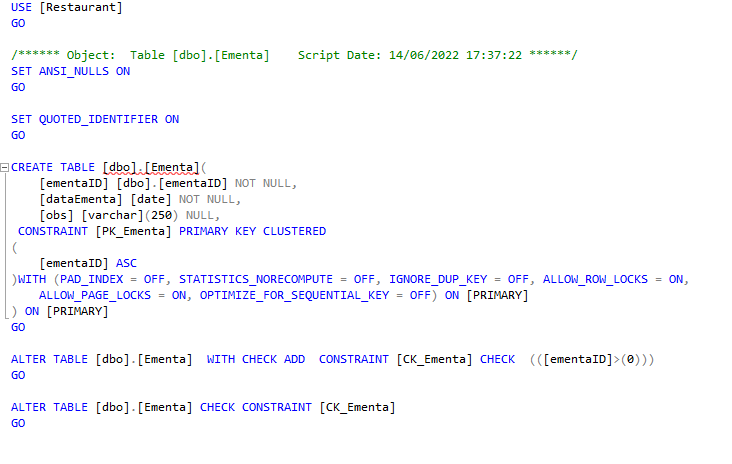 USE [Restaurant]
GO
/****** Object:  Table [dbo].[Ementa]    Script Date: 14/06/2022 17:37:22 ******/
SET ANSI_NULLS ON
GO
SET QUOTED_IDENTIFIER ON
GO
CREATE TABLE [dbo].[Ementa](
    [ementaID] [dbo].[ementaID] NOT NULL,
    [dataEmenta] [date] NOT NULL,
    [obs] [varchar](250) NULL,
 CONSTRAINT [PK_Ementa] PRIMARY KEY CLUSTERED
(
    [ementaID] ASC
)WITH (PAD_INDEX = OFF, STATISTICS_NORECOMPUTE = OFF, IGNORE_DUP_KEY = OFF, ALLOW_ROW_LOCKS = ON,
    ALLOW_PAGE_LOCKS = ON, OPTIMIZE_FOR_SEQUENTIAL_KEY = OFF) ON [PRIMARY]
) ON [PRIMARY]
GO
ALTER TABLE [dbo].[Ementa]  WITH CHECK ADD  CONSTRAINT [CK_Ementa] CHECK  (([ementaID]>(0)))
GO
ALTER TABLE [dbo].[Ementa] CHECK CONSTRAINT [CK_Ementa]
GO